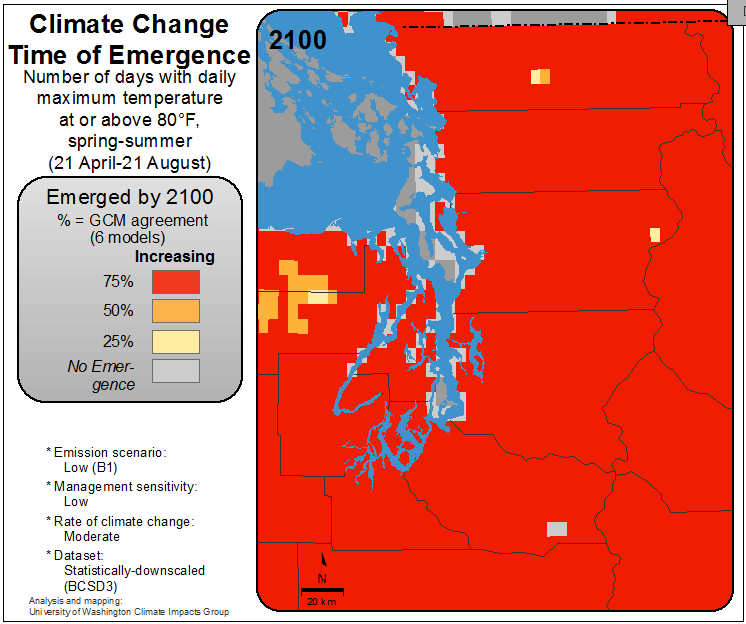 Climate Change
Time of Emergence
Number of days with daily
maximum temperature
at or above 80°F,
spring-summer
(21 April-21 August)
Emerged by 2100
% = GCM agreement
(6 models)
Increasing
75%
50%
25%
No Emer-
gence
* Emission scenario:
Low (B1)
* Management sensitivity:
Low
* Rate of climate change:
Moderate
* Dataset:
Statistically-downscaled
(BCSD3)
Analysis and mapping:
University of Washington Climate Impacts Group
2100
N
20 km